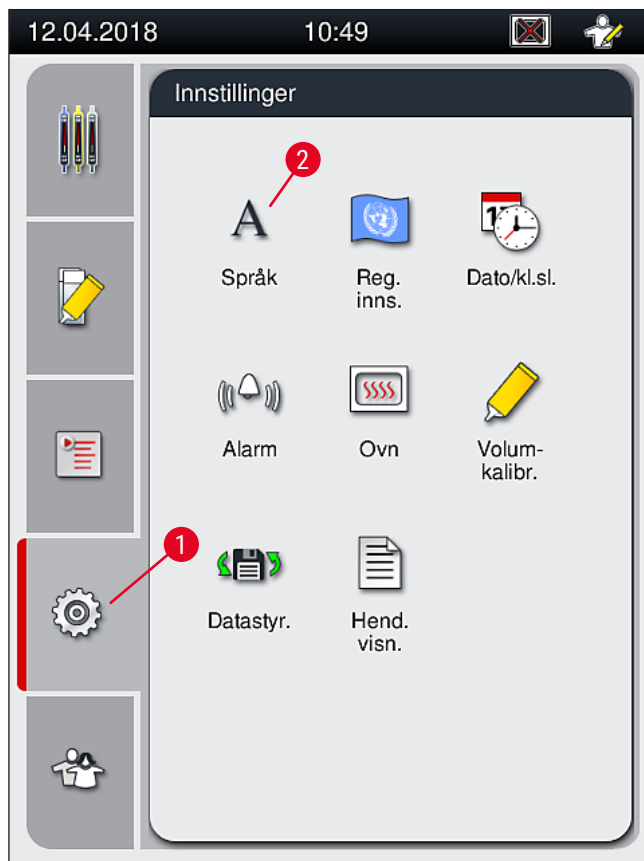 12.04.2018 10:49
Innstillinger
2
A
17
Språk Reg. inns. Dato/kl.sl.
Alarm Ovn Volum-kalibr.
1
Datastyr. Hend. visn.